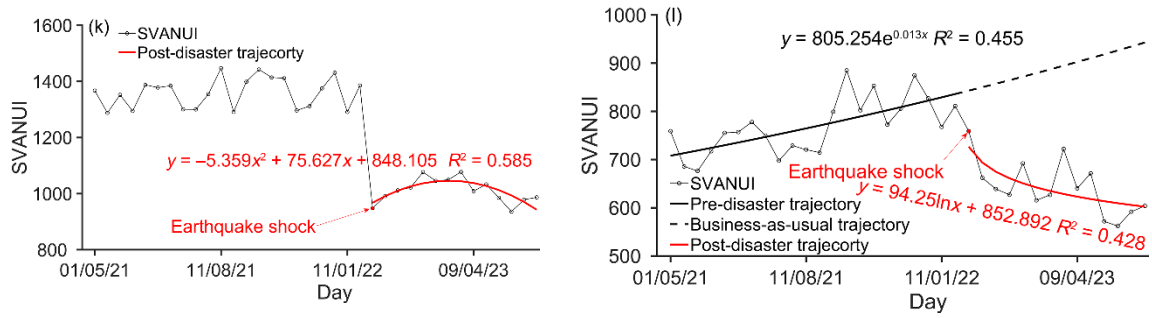 (k)
1600
1400
1200
1000
800
SVANUI
SVANUI
Post-disaster trajecorty
y = −5.359x² + 75.627x + 848.105 R² = 0.585
Earthquake shock
01/05/21 11/08/21 11/01/22 09/04/23
Day
(l)
1000
900
800
700
600
500
SVANUI
y = 805.254e^0.013x R² = 0.455
Earthquake shock
y = 94.25lnx + 852.892 R² = 0.428
SVANUI
Pre-disaster trajectory
Business-as-usual trajectory
Post-disaster trajecorty
01/05/21 11/08/21 11/01/22 09/04/23
Day